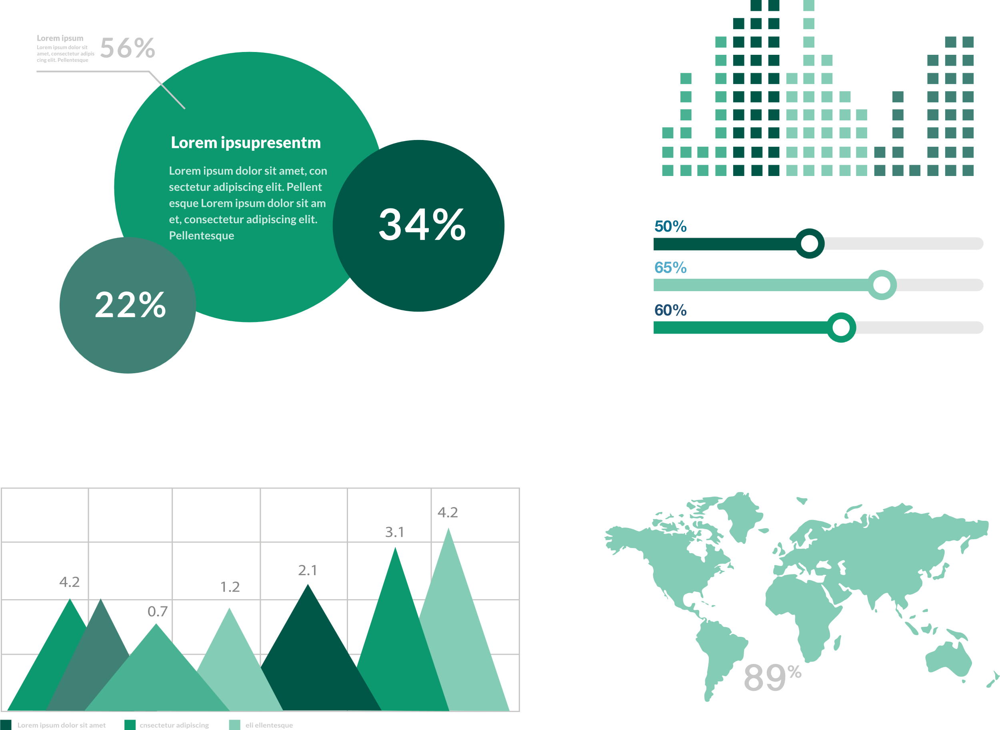 Lorem ipsum
56%
Lorem ipsum dolor sit
amet, consectetur adipis
cing elit. Pellentesque
Lorem ipsupresentm
Lorem ipsum dolor sit amet, con
sectetur adipiscing elit. Pellent
esque Lorem ipsum dolor sit am
et, consectetur adipiscing elit.
Pellentesque
34%
22%
50%
65%
60%
4.2
0.7
1.2
2.1
3.1
4.2
Lorem ipsum dolor sit amet
cnsectetur adipiscing
eli ellentesque
89%